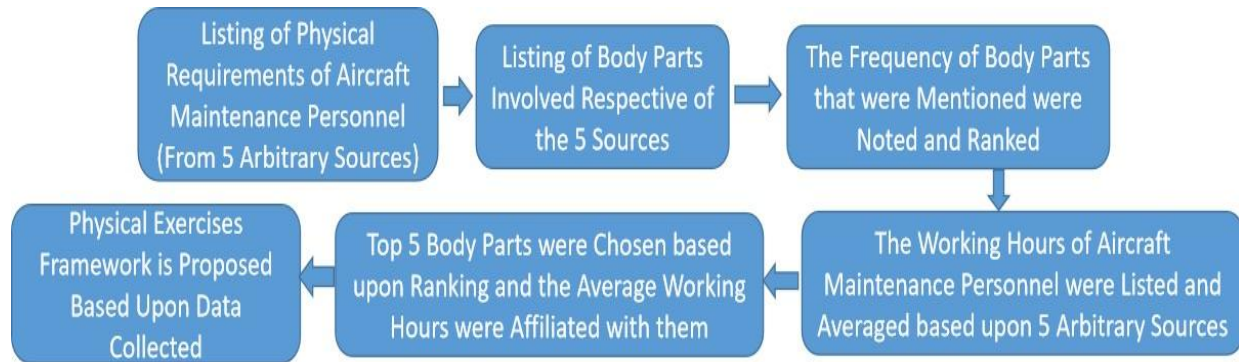 Listing of Physical
Requirements of Aircraft
Maintenance Personnel
(From 5 Arbitrary Sources)
Listing of Body Parts
Involved Respective of
the 5 Sources
The Frequency of Body Parts
that were Mentioned were
Noted and Ranked
The Working Hours of Aircraft
Maintenance Personnel were Listed and
Averaged based upon 5 Arbitrary Sources
Top 5 Body Parts were Chosen based
upon Ranking and the Average Working
Hours were Affiliated with them
Physical Exercises
Framework is Proposed
Based Upon Data
Collected